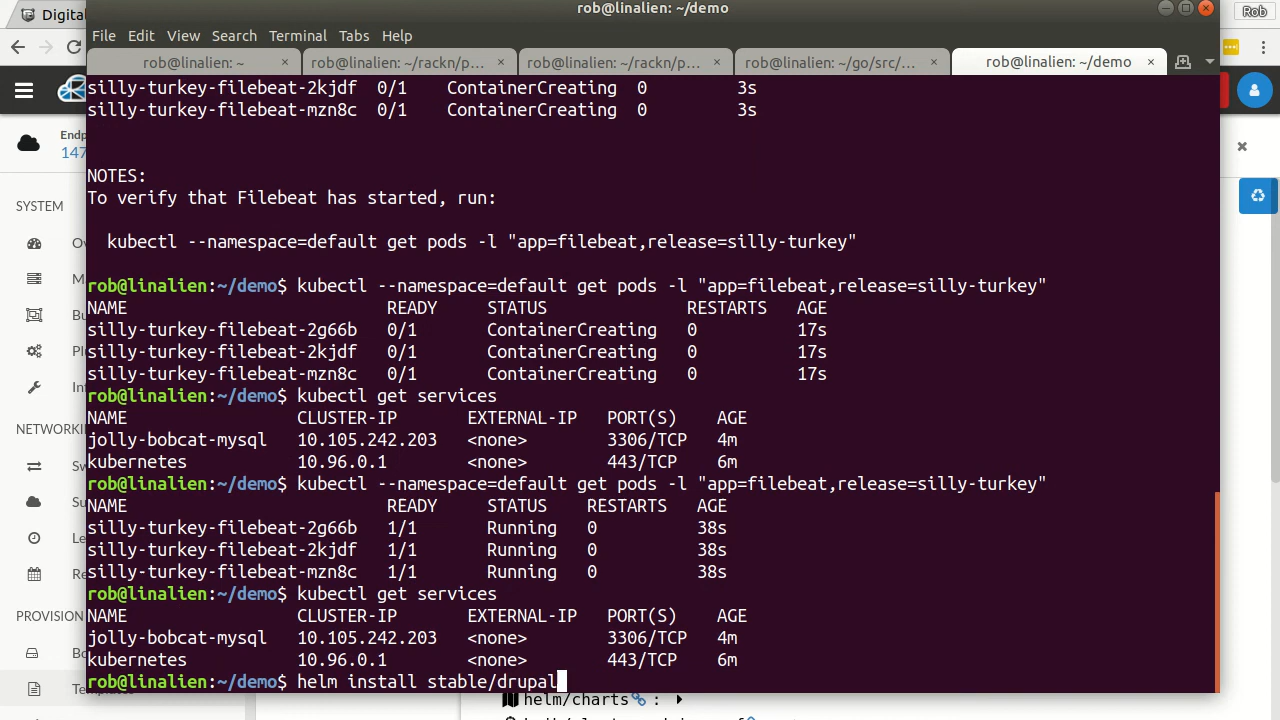 Digital
rob@linalien: ~/demo
Rob
File Edit View Search Terminal Tabs Help
rob@linalien: ~ × rob@linalien: ~/rackn/p... × rob@linalien: ~/rackn/p... × rob@linalien: ~/go/src/... × rob@linalien: ~/demo ×
silly-turkey-filebeat-2kjdf 0/1 ContainerCreating 0 3s
silly-turkey-filebeat-mzn8c 0/1 ContainerCreating 0 3s
Endp
147
NOTES:
To verify that Filebeat has started, run:
SYSTEM
kubectl --namespace=default get pods -l "app=filebeat,release=silly-turkey"
rob@linalien:~/demo$ kubectl --namespace=default get pods -l "app=filebeat,release=silly-turkey"
NAME READY STATUS RESTARTS AGE
silly-turkey-filebeat-2g66b 0/1 ContainerCreating 0 17s
silly-turkey-filebeat-2kjdf 0/1 ContainerCreating 0 17s
silly-turkey-filebeat-mzn8c 0/1 ContainerCreating 0 17s
rob@linalien:~/demo$ kubectl get services
NAME CLUSTER-IP EXTERNAL-IP PORT(S) AGE
NETWORKI
jolly-bobcat-mysql 10.105.242.203 <none> 3306/TCP 4m
kubernetes 10.96.0.1 <none> 443/TCP 6m
rob@linalien:~/demo$ kubectl --namespace=default get pods -l "app=filebeat,release=silly-turkey"
NAME READY STATUS RESTARTS AGE
silly-turkey-filebeat-2g66b 1/1 Running 0 38s
silly-turkey-filebeat-2kjdf 1/1 Running 0 38s
silly-turkey-filebeat-mzn8c 1/1 Running 0 38s
rob@linalien:~/demo$ kubectl get services
NAME CLUSTER-IP EXTERNAL-IP PORT(S) AGE
PROVISION
jolly-bobcat-mysql 10.105.242.203 <none> 3306/TCP 4m
kubernetes 10.96.0.1 <none> 443/TCP 6m
rob@linalien:~/demo$ helm install stable/drupal
helm/charts :